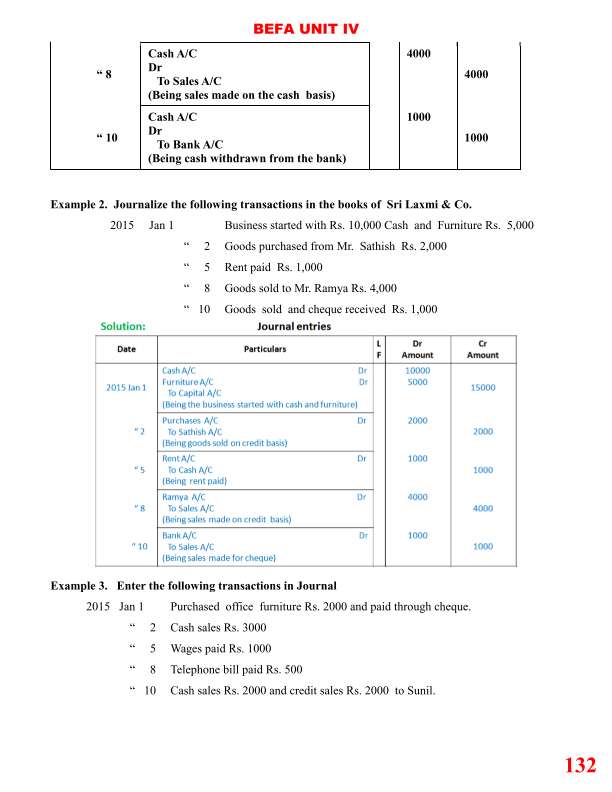 BEFA UNIT IV
“ 8
Cash A/C
Dr
To Sales A/C
(Being sales made on the cash basis)
4000
4000
“ 10
Cash A/C
Dr
To Bank A/C
(Being cash withdrawn from the bank)
1000
1000
Example 2. Journalize the following transactions in the books of Sri Laxmi & Co.
2015 Jan 1 Business started with Rs. 10,000 Cash and Furniture Rs. 5,000
“ 2 Goods purchased from Mr. Sathish Rs. 2,000
“ 5 Rent paid Rs. 1,000
“ 8 Goods sold to Mr. Ramya Rs. 4,000
“ 10 Goods sold and cheque received Rs. 1,000
Solution: Journal entries
Date Particulars L F Dr Amount Cr Amount
2015 Jan 1
Cash A/C Dr 10000
Furniture A/C Dr 5000
To Capital A/C 15000
(Being the business started with cash and furniture)
“ 2
Purchases A/C Dr 2000
To Sathish A/C 2000
(Being goods sold on credit basis)
“ 5
Rent A/C Dr 1000
To Cash A/C 1000
(Being rent paid)
“ 8
Ramya A/C Dr 4000
To Sales A/C 4000
(Being sales made on credit basis)
“ 10
Bank A/C Dr 1000
To Sales A/C 1000
(Being sales made for cheque)
Example 3. Enter the following transactions in Journal
2015 Jan 1 Purchased office furniture Rs. 2000 and paid through cheque.
“ 2 Cash sales Rs. 3000
“ 5 Wages paid Rs. 1000
“ 8 Telephone bill paid Rs. 500
“ 10 Cash sales Rs. 2000 and credit sales Rs. 2000 to Sunil.
132